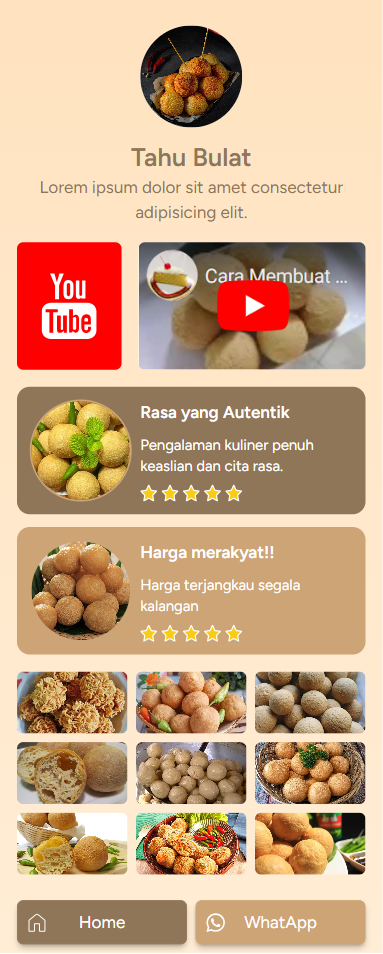 Tahu Bulat
Lorem ipsum dolor sit amet consectetur
adipisicing elit.
You
Tube
Cara Membuat ...
Rasa yang Autentik
Pengalaman kuliner penuh
keaslian dan cita rasa.
Harga merakyat!!
Harga terjangkau segala
kalangan
Home
WhatApp